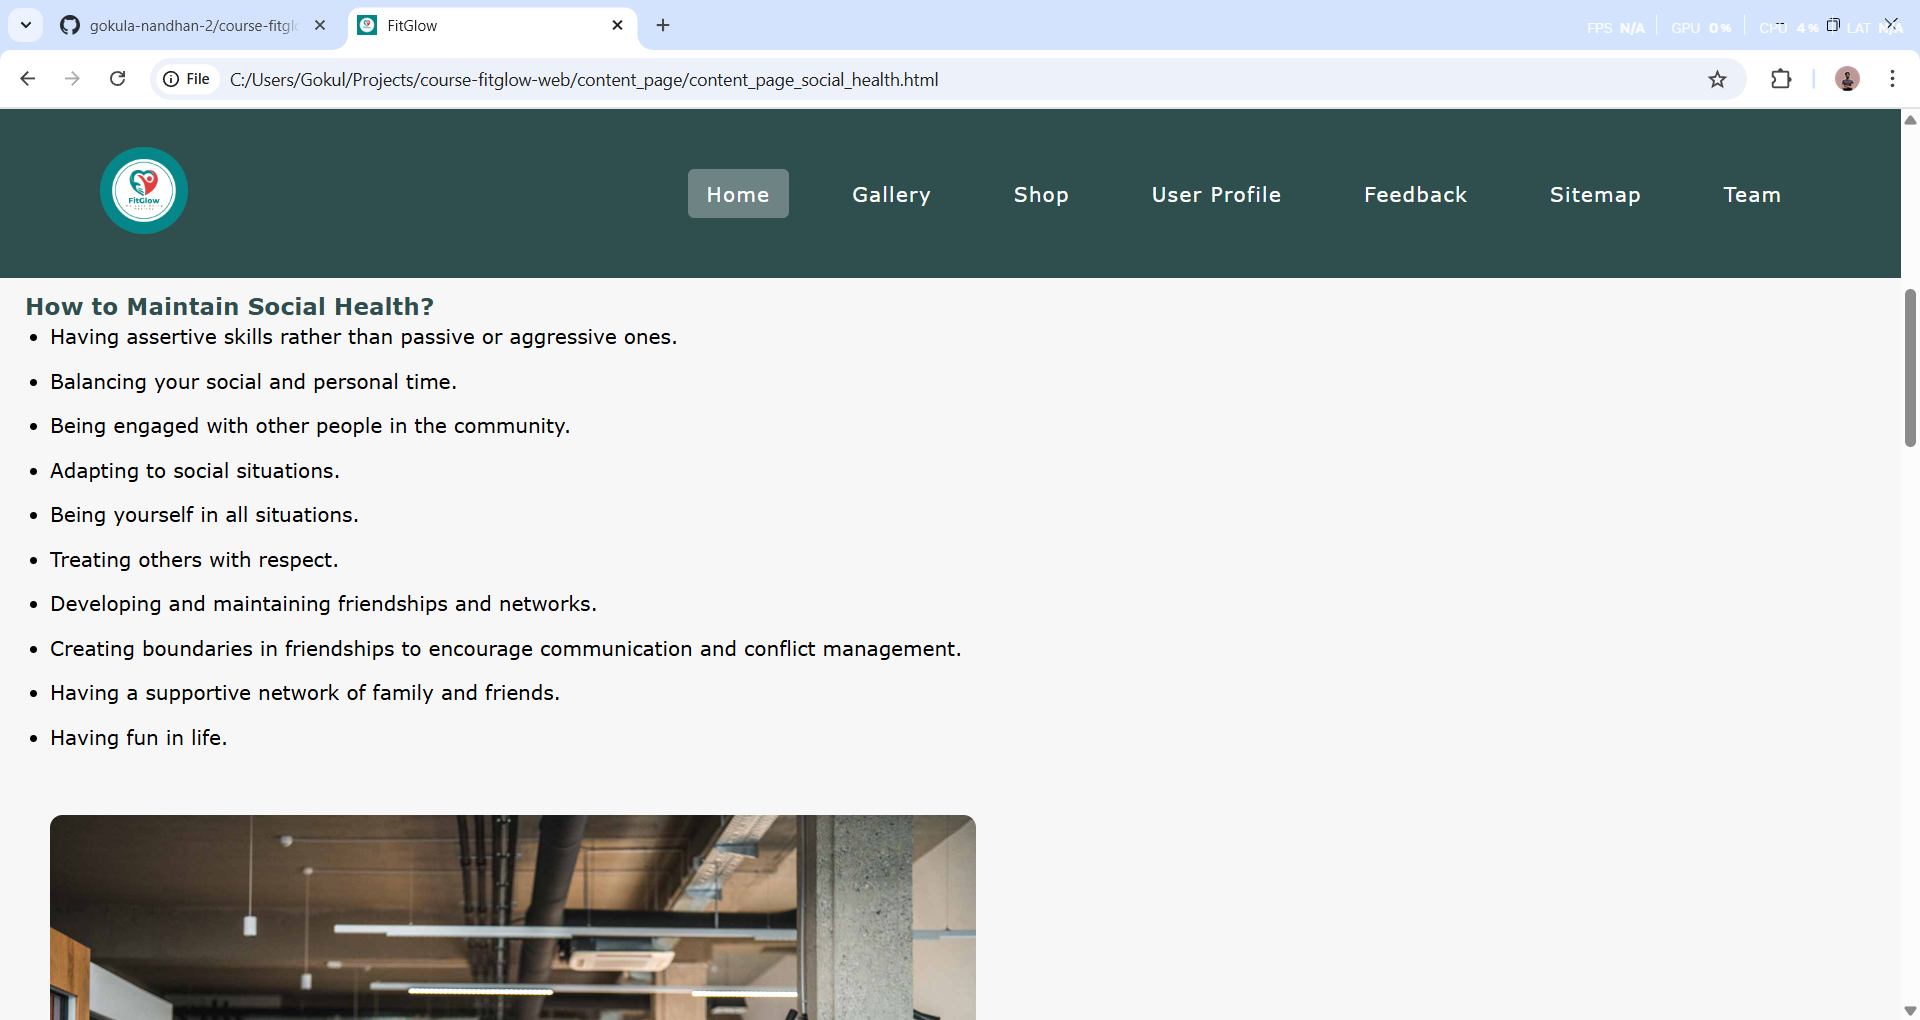 gokula-nandhan-2/course-fitglo
FitGlow
FPS N/A GPU 0% CPU 4% LAT N/A
File C:/Users/Gokul/Projects/course-fitglow-web/content_page/content_page_social_health.html
FitGlow
Home Gallery Shop User Profile Feedback Sitemap Team
How to Maintain Social Health?
• Having assertive skills rather than passive or aggressive ones.
• Balancing your social and personal time.
• Being engaged with other people in the community.
• Adapting to social situations.
• Being yourself in all situations.
• Treating others with respect.
• Developing and maintaining friendships and networks.
• Creating boundaries in friendships to encourage communication and conflict management.
• Having a supportive network of family and friends.
• Having fun in life.